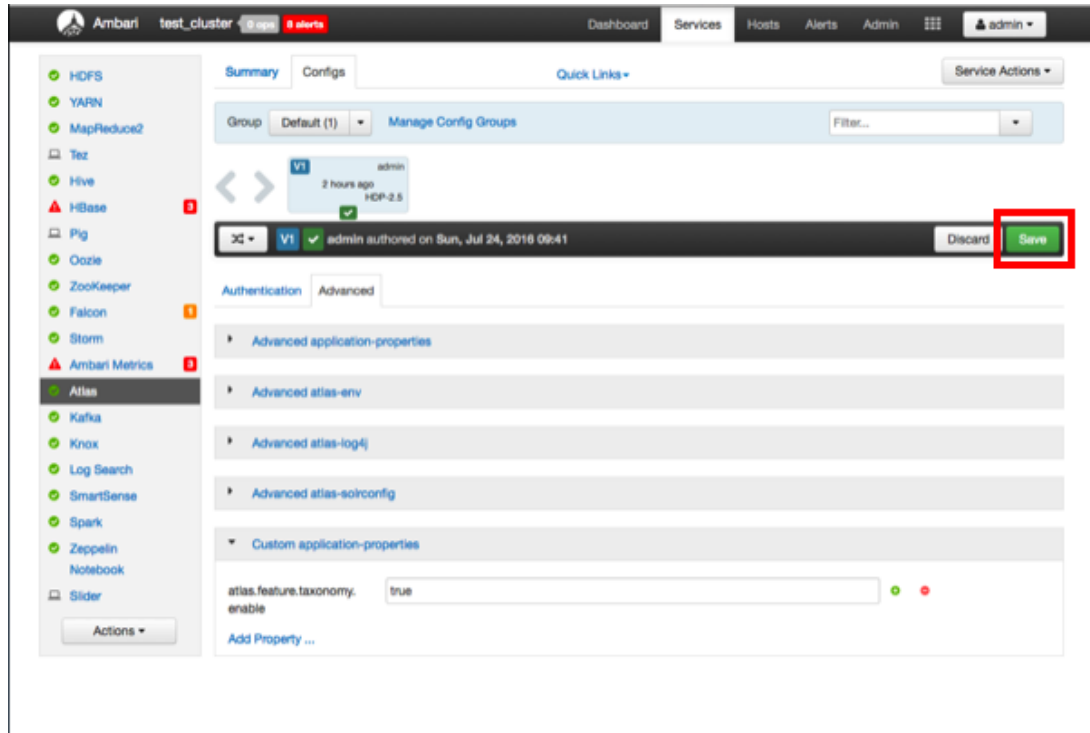 Ambari test_cluster 0 ops 8 alerts Dashboard Services Hosts Alerts Admin admin
HDFS
YARN
MapReduce2
Tez
Hive
HBase 3
Pig
Oozie
ZooKeeper
Falcon 1
Storm
Ambari Metrics 3
Atlas
Kafka
Knox
Log Search
SmartSense
Spark
Zeppelin
Notebook
Slider
Actions
Summary Configs Quick Links Service Actions
Group Default (1) Manage Config Groups Filter...
V1 admin
2 hours ago
HDP-2.5
V1 admin authored on Sun, Jul 24, 2016 09:41 Discard Save
Authentication Advanced
Advanced application-properties
Advanced atlas-env
Advanced atlas-log4j
Advanced atlas-solrconfig
Custom application-properties
atlas.feature.taxonomy. true
enable
Add Property ...